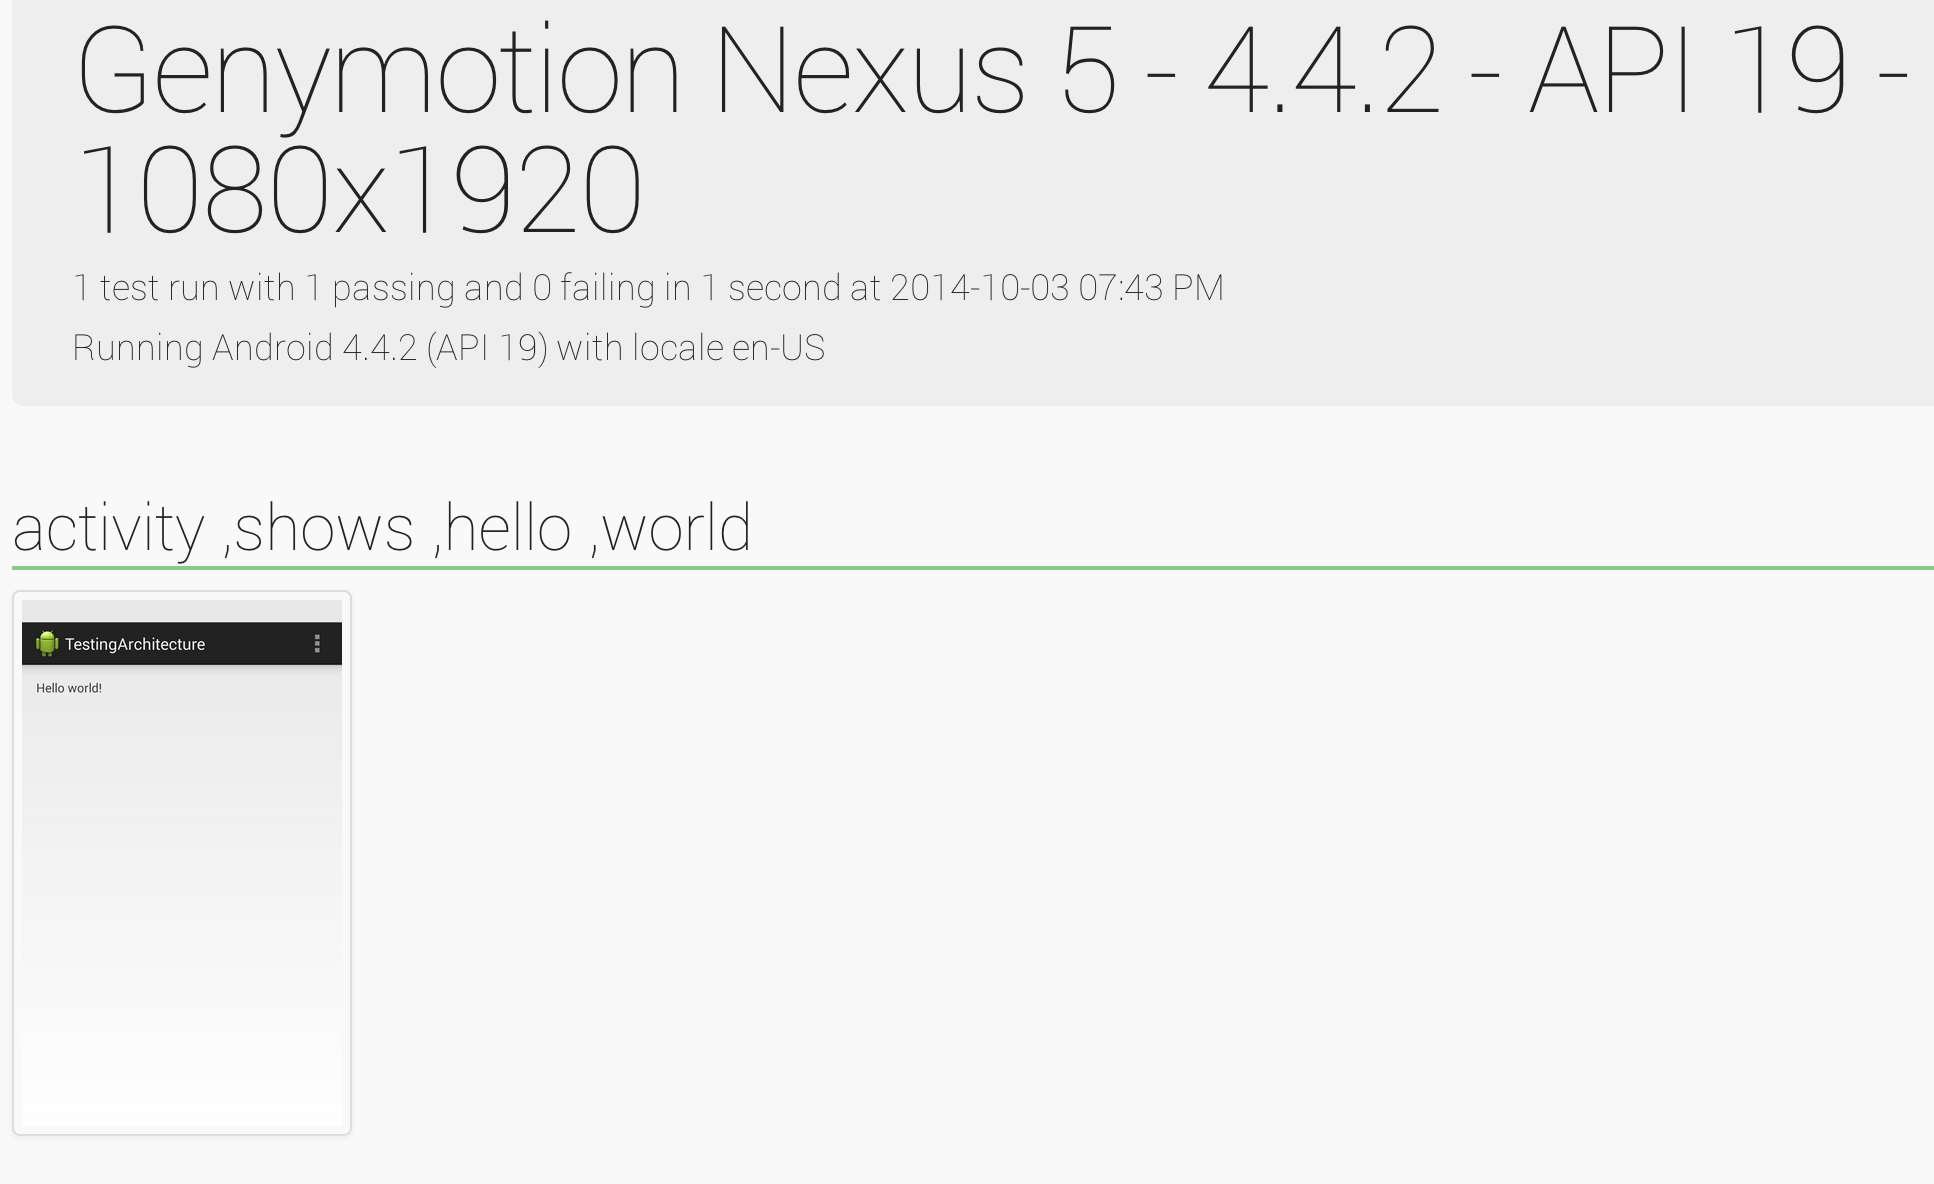 Genymotion Nexus 5 - 4.4.2 - API 19 -
1080x1920
1 test run with 1 passing and 0 failing in 1 second at 2014-10-03 07:43 PM
Running Android 4.4.2 (API 19) with locale en-US
activity ,shows ,hello ,world
TestingArchitecture
Hello world!